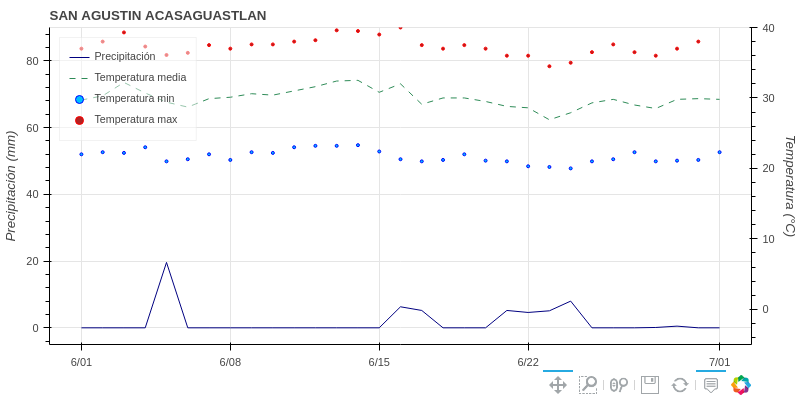 SAN AGUSTIN ACASAGUASTLAN
Precipitación
Temperatura media
Temperatura min
Temperatura max
80
60
40
20
0
Precipitación (mm)
40
30
20
10
0
Temperatura (°C)
6/01
6/08
6/15
6/22
7/01